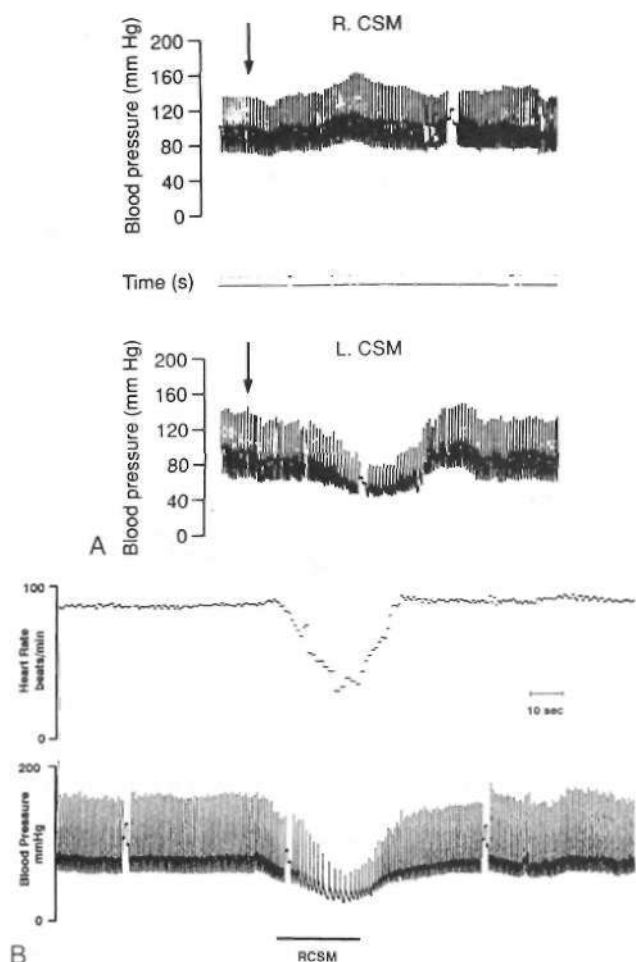 R. CSM
Blood pressure (mm Hg)
200
160
120
80
40
0
Time (s)
L. CSM
Blood pressure (mm Hg)
200
160
120
80
40
0
A
100
Heart Rate
beats/min
0
10 sec
200
Blood Pressure
mmHg
0
B
RCSM